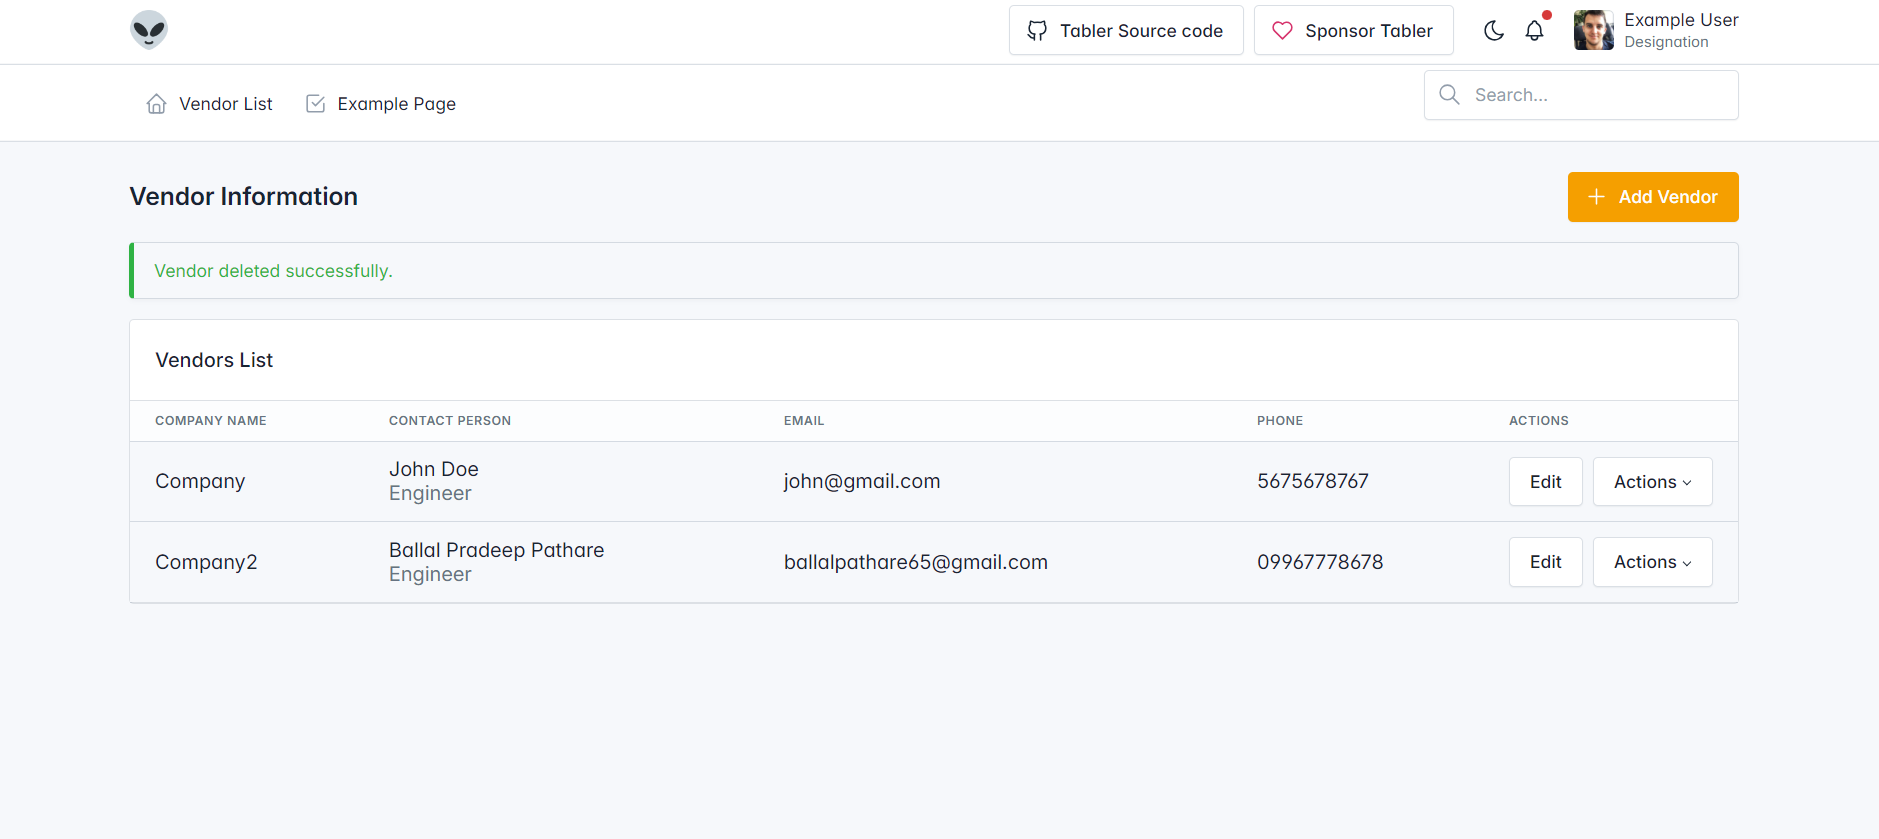 Tabler Source code
Sponsor Tabler
Example User
Designation
Vendor List
Example Page
Search...
Vendor Information
Add Vendor
Vendor deleted successfully.
Vendors List
COMPANY NAME CONTACT PERSON EMAIL PHONE ACTIONS
Company John Doe john@gmail.com 5675678767 Edit Actions
Engineer
Company2 Ballal Pradeep Pathare ballalpathare65@gmail.com 09967778678 Edit Actions
Engineer